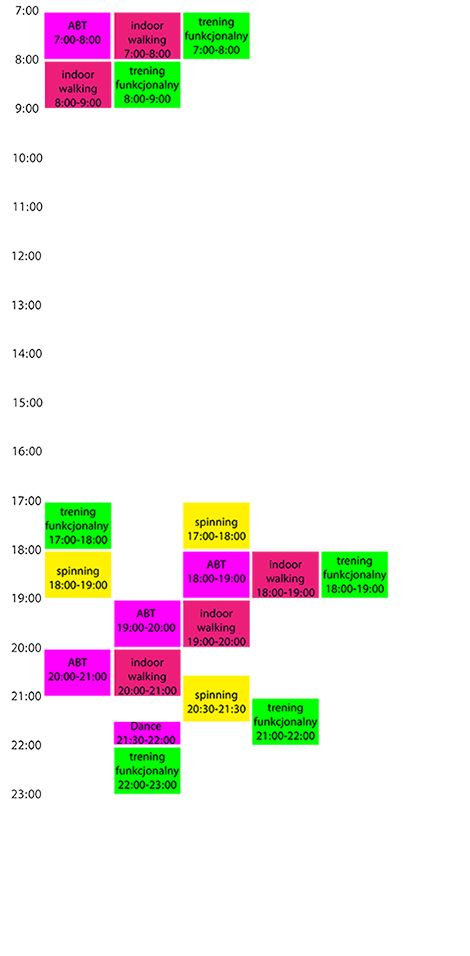 7:00
ABT
7:00-8:00
indoor
walking
7:00-8:00
trening
funkcjonalny
7:00-8:00
8:00
indoor
walking
8:00-9:00
trening
funkcjonalny
8:00-9:00
9:00
10:00
11:00
12:00
13:00
14:00
15:00
16:00
17:00
trening
funkcjonalny
17:00-18:00
spinning
17:00-18:00
18:00
spinning
18:00-19:00
ABT
18:00-19:00
indoor
walking
18:00-19:00
trening
funkcjonalny
18:00-19:00
19:00
ABT
19:00-20:00
indoor
walking
19:00-20:00
20:00
ABT
20:00-21:00
indoor
walking
20:00-21:00
spinning
20:30-21:30
21:00
trening
funkcjonalny
21:00-22:00
Dance
21:30-22:00
22:00
trening
funkcjonalny
22:00-23:00
23:00